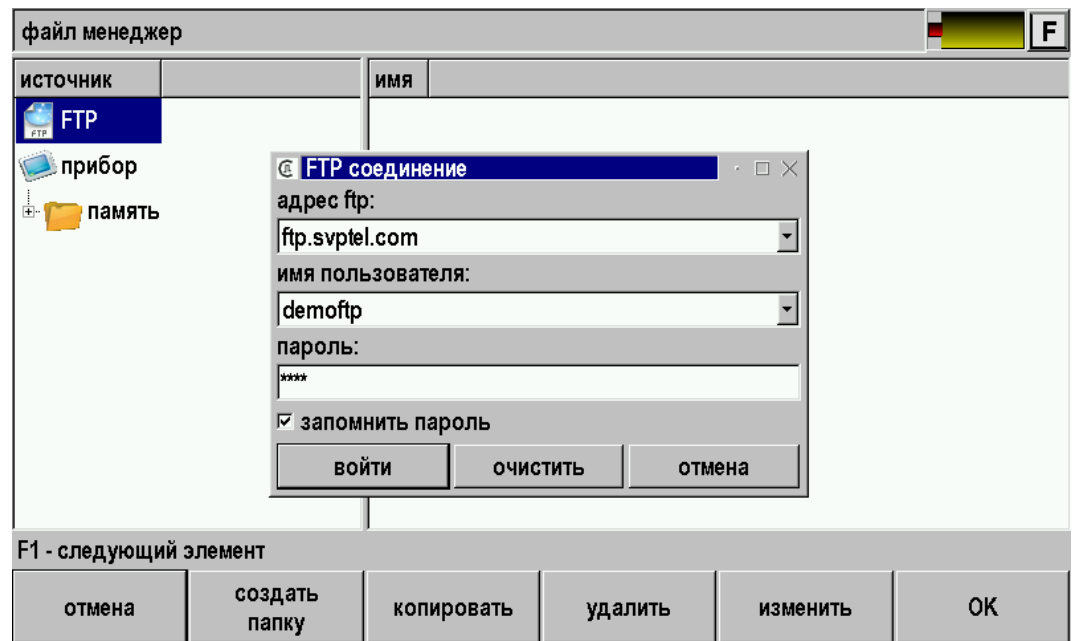 файл менеджер
F
источник
имя
FTP
FTP
прибор
память
FTP соединение
адрес ftp:
ftp.svptel.com
имя пользователя:
demoftp
пароль:
****
запомнить пароль
войти
очистить
отмена
F1 - следующий элемент
отмена
создать
папку
копировать
удалить
изменить
OK